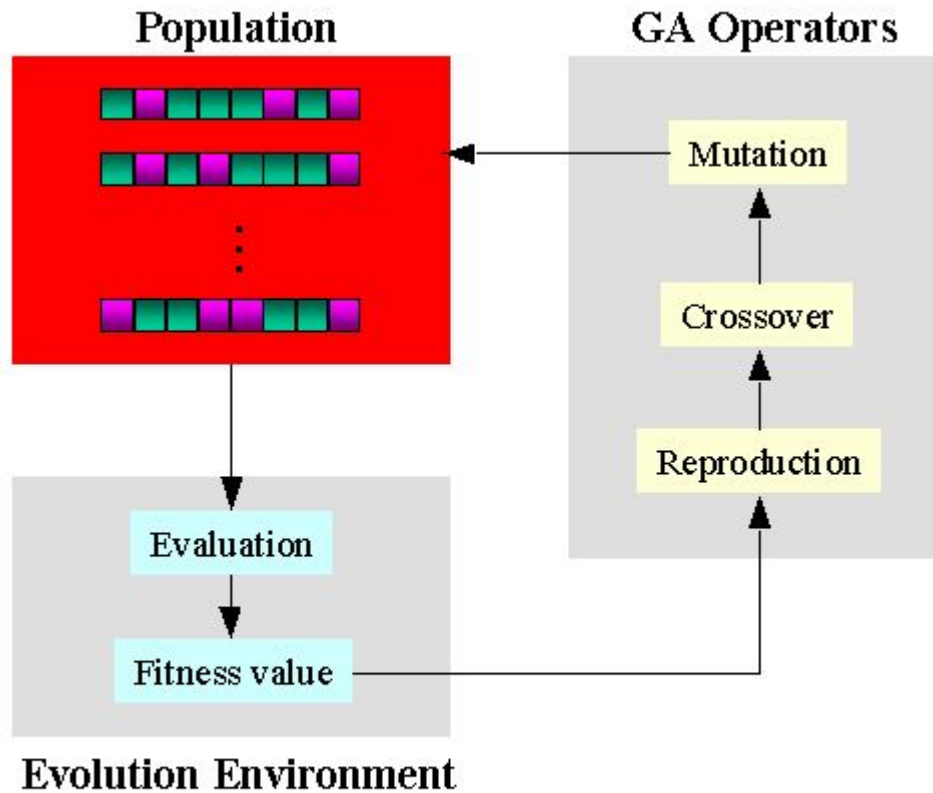 Population
GA Operators
Mutation
Crossover
Reproduction
Evaluation
Fitness value
Evolution Environment